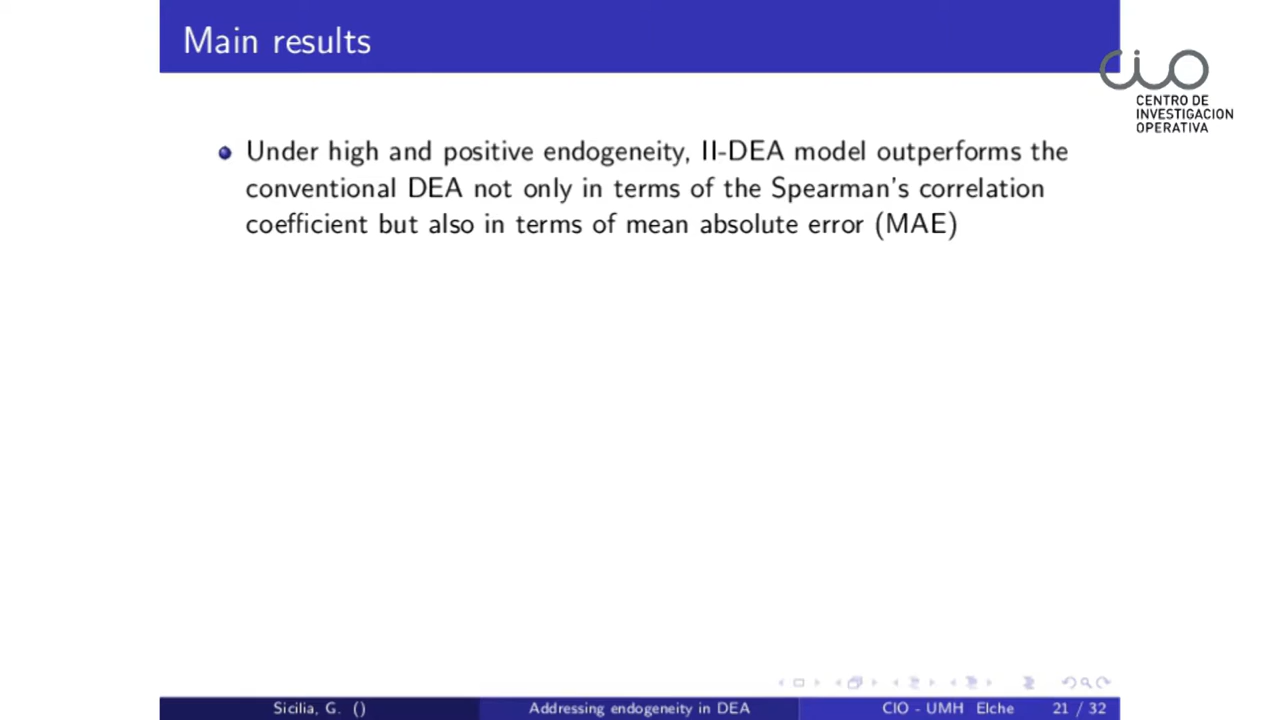 Main results
CIO
CENTRO DE
INVESTIGACION
OPERATIVA
Under high and positive endogeneity, II-DEA model outperforms the
conventional DEA not only in terms of the Spearman's correlation
coefficient but also in terms of mean absolute error (MAE)
Sicilia, G. () Addressing endogeneity in DEA CIO - UMH Elche 21 / 32